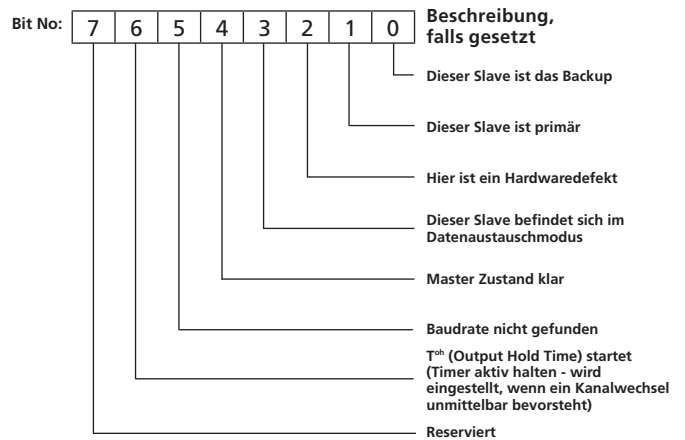 Bit No: 7 6 5 4 3 2 1 0
Beschreibung,
falls gesetzt
Dieser Slave ist das Backup
Dieser Slave ist primär
Hier ist ein Hardwaredefekt
Dieser Slave befindet sich im
Datenaustauschmodus
Master Zustand klar
Baudrate nicht gefunden
Toh (Output Hold Time) startet
(Timer aktiv halten - wird
eingestellt, wenn ein Kanalwechsel
unmittelbar bevorsteht)
Reserviert